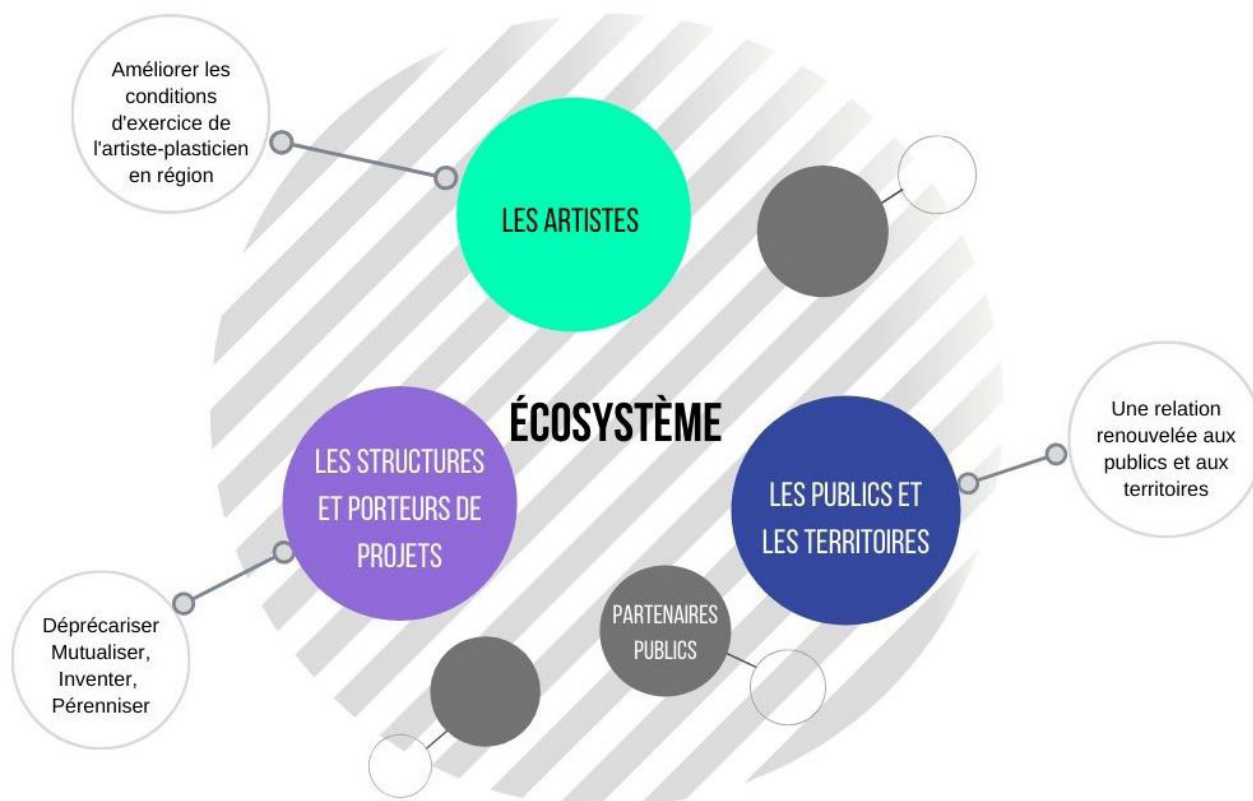 Améliorer les
conditions
d'exercice de
l'artiste-plasticien
en région
LES ARTISTES
ÉCOSYSTÈME
LES STRUCTURES
ET PORTEURS DE
PROJETS
LES PUBLICS ET
LES TERRITOIRES
Une relation
renouvelée aux
publics et aux
territoires
PARTENAIRES
PUBLICS
Déprécariser
Mutualiser,
Inventer,
Pérenniser